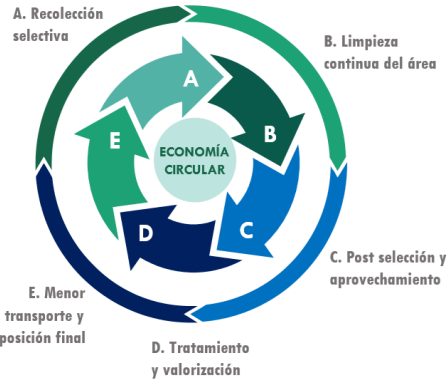 A. Recolección
selectiva
B. Limpieza
continua del área
A
B
E
ECONOMÍA
CIRCULAR
D
C
C. Post selección y
aprovechamiento
E. Menor
transporte y
posición final
D. Tratamiento
y valorización